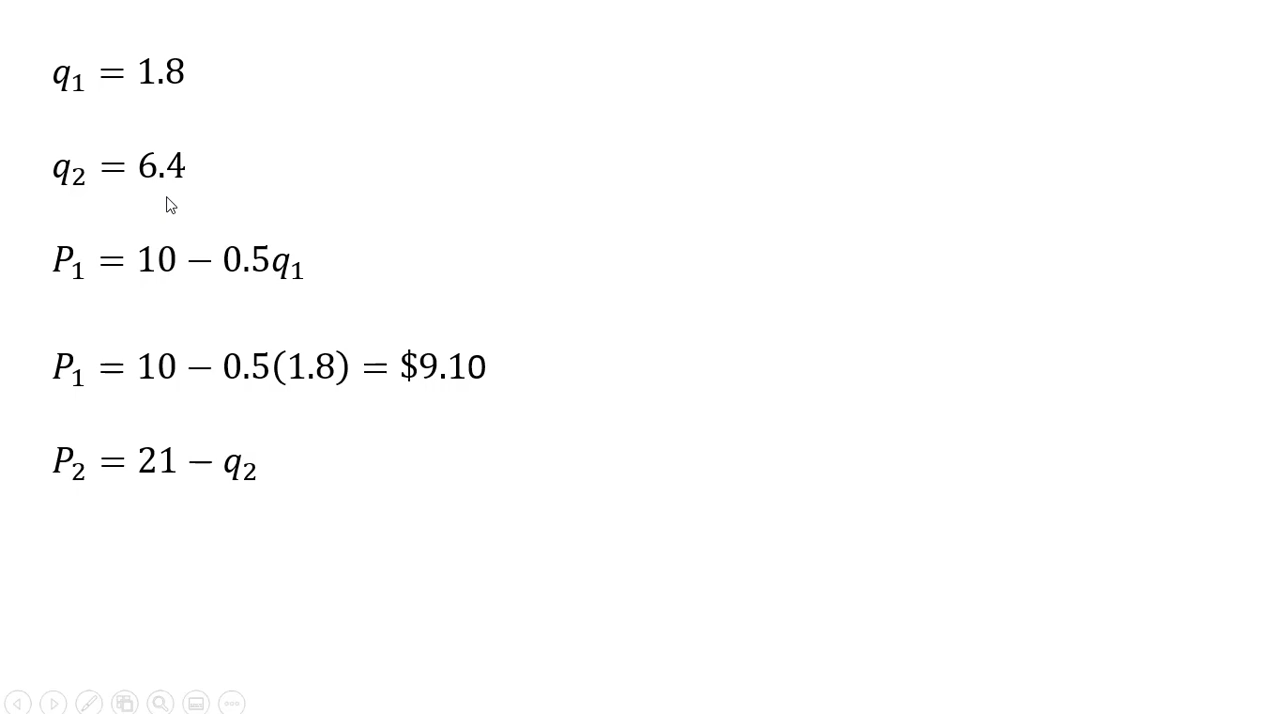 q₁ = 1.8
q₂ = 6.4
P₁ = 10 − 0.5q₁
P₁ = 10 − 0.5(1.8) = $9.10
P₂ = 21 − q₂